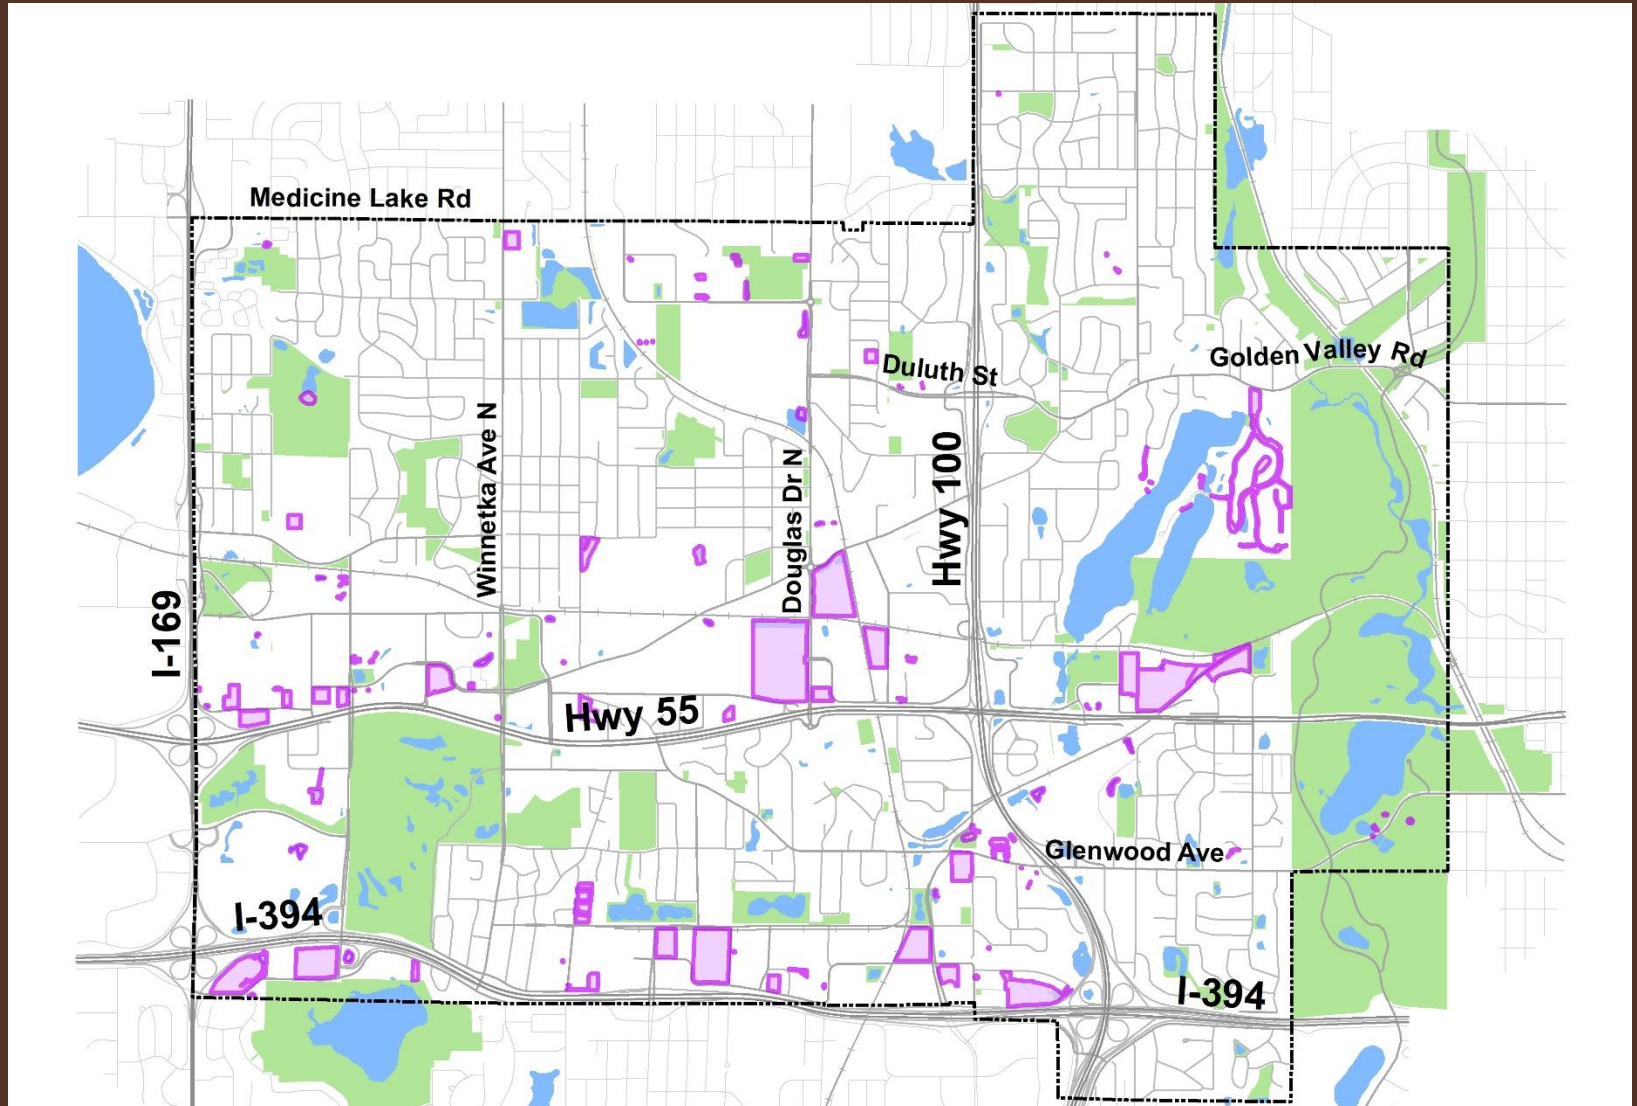 Medicine Lake Rd
Golden Valley Rd
Duluth St
Winnetka Ave N
Hwy 100
Douglas Dr N
I-169
Hwy 55
Glenwood Ave
I-394
I-394